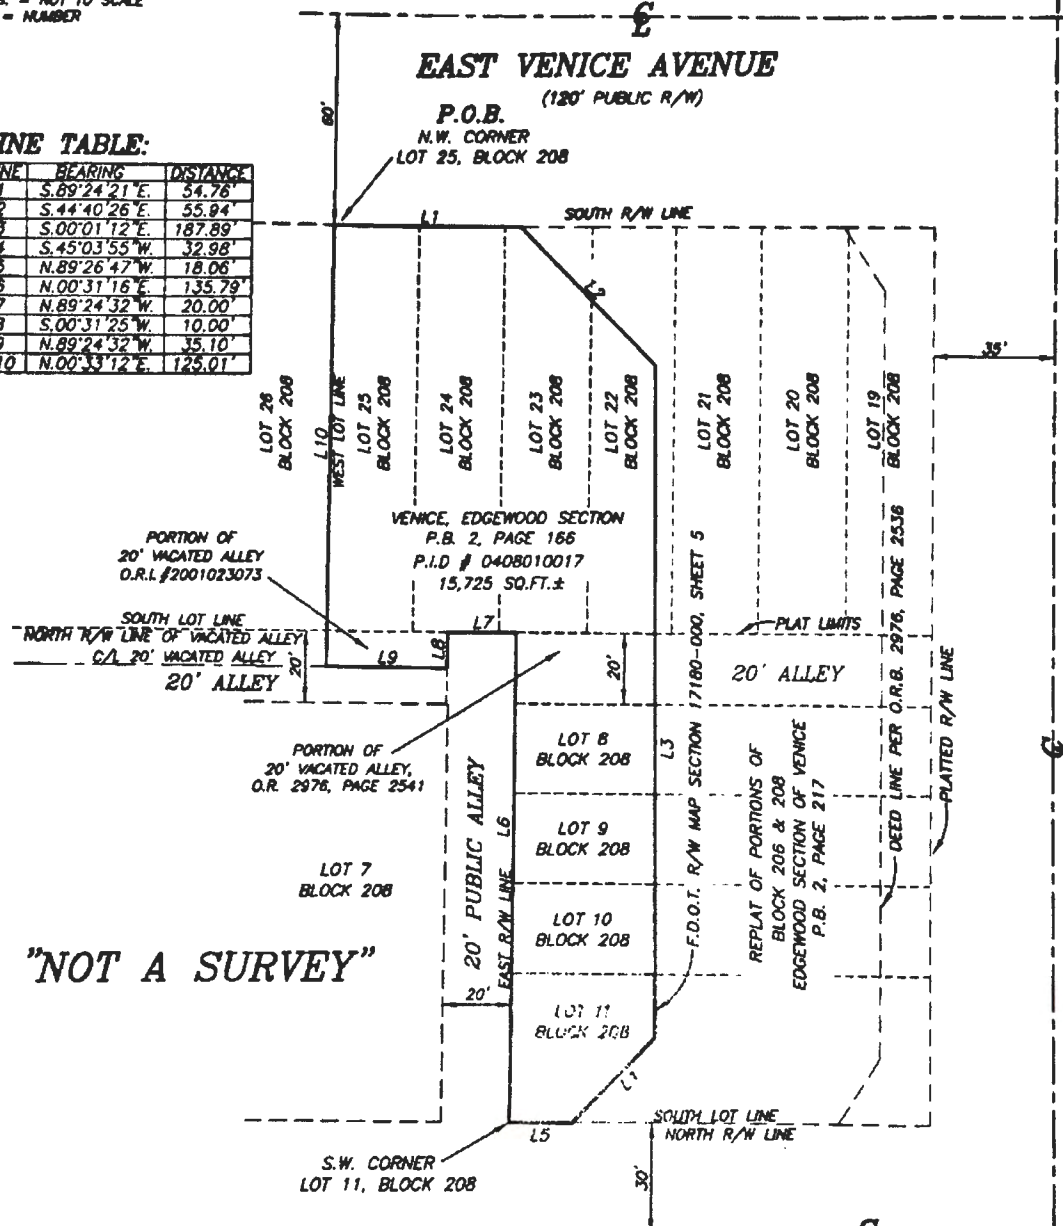 = NOT TO SCALE
= NUMBER
℄
EAST VENICE AVENUE
(120' PUBLIC R/W)
60'
P.O.B.
N.W. CORNER
LOT 25, BLOCK 208
INE TABLE:
NE BEARING DISTANCE
1 S.89°24'21"E. 54.76'
2 S.44°40'26"E. 55.94'
3 S.00°01'12"E. 187.89'
4 S.45°03'55"W. 32.98'
5 N.89°26'47"W. 18.06'
6 N.00°31'16"E. 135.79'
7 N.89°24'32"W. 20.00'
8 S.00°31'25"W. 10.00'
9 N.89°24'32"W. 35.10'
10 N.00°33'12"E. 125.01'
L1
SOUTH R/W LINE
L2
35'
LOT 26
BLOCK 208
L10
WEST LOT LINE
LOT 25
BLOCK 208
LOT 24
BLOCK 208
LOT 23
BLOCK 208
LOT 22
BLOCK 208
LOT 21
BLOCK 208
LOT 20
BLOCK 208
LOT 19
BLOCK 208
VENICE, EDGEWOOD SECTION
P.B. 2, PAGE 166
P.I.D # 0408010017
15,725 SQ.FT.±
PORTION OF
20' VACATED ALLEY
O.R.I. #2001023073
SOUTH LOT LINE
NORTH R/W LINE OF VACATED ALLEY
C/L 20' VACATED ALLEY
20' ALLEY
20'
L9
L8
L7
20'
PLAT LIMITS
20' ALLEY
PORTION OF
20' VACATED ALLEY,
O.R. 2976, PAGE 2541
LOT 8
BLOCK 208
LOT 9
BLOCK 208
LOT 10
BLOCK 208
LOT 11
BLOCK 208
L3
F.D.O.T. R/W MAP SECTION 17180-000, SHEET 5
REPLAT OF PORTIONS OF
BLOCK 206 & 208
EDGEWOOD SECTION OF VENICE
P.B. 2, PAGE 217
DEED LINE PER O.R.B. 2976, PAGE 2536
PLATTED R/W LINE
℄
LOT 7
BLOCK 208
20' PUBLIC ALLEY
EAST R/W LINE
L6
"NOT A SURVEY"
20'
L5
SOUTH LOT LINE
NORTH R/W LINE
S.W. CORNER
LOT 11, BLOCK 208
30'